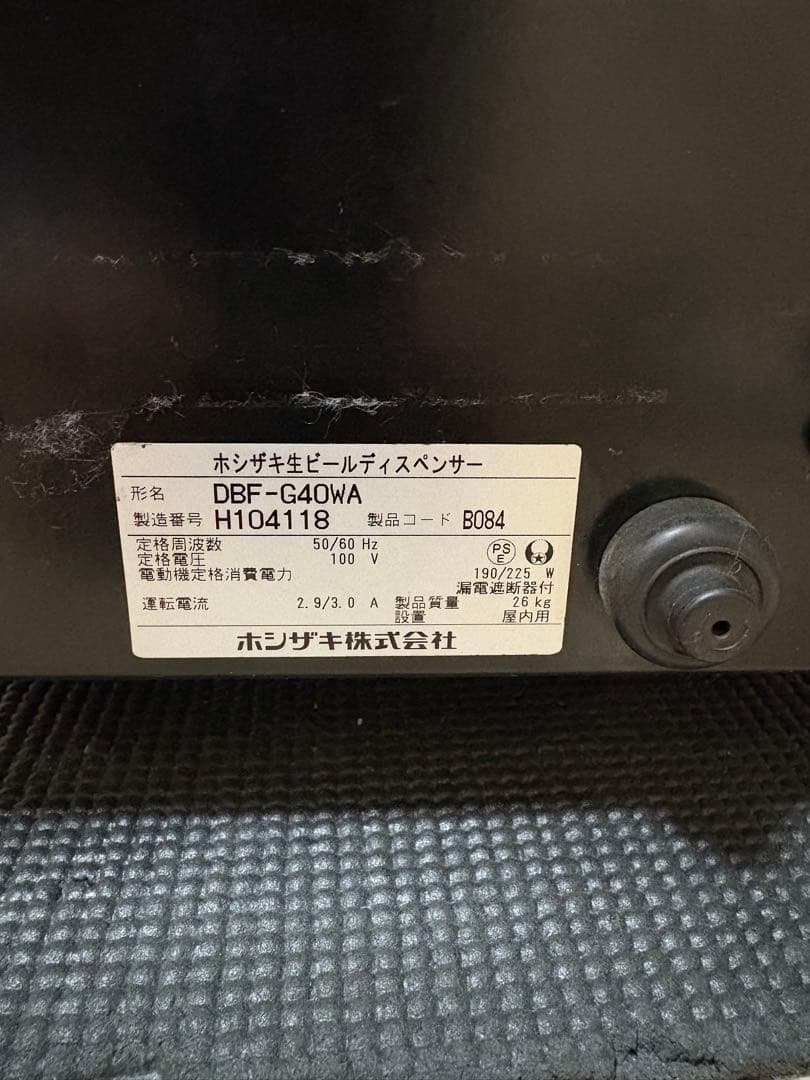 ホシザキ生ビールディスペンサー
形名 DBF-G40WA
製造番号 H104118 製品コード B084
定格周波数 50/60 Hz
定格電圧 100 V
PS E
電動機定格消費電力 190/225 W
漏電遮断器付
運転電流 2.9/3.0 A 製品質量 26 kg
設置 屋内用
ホシザキ株式会社